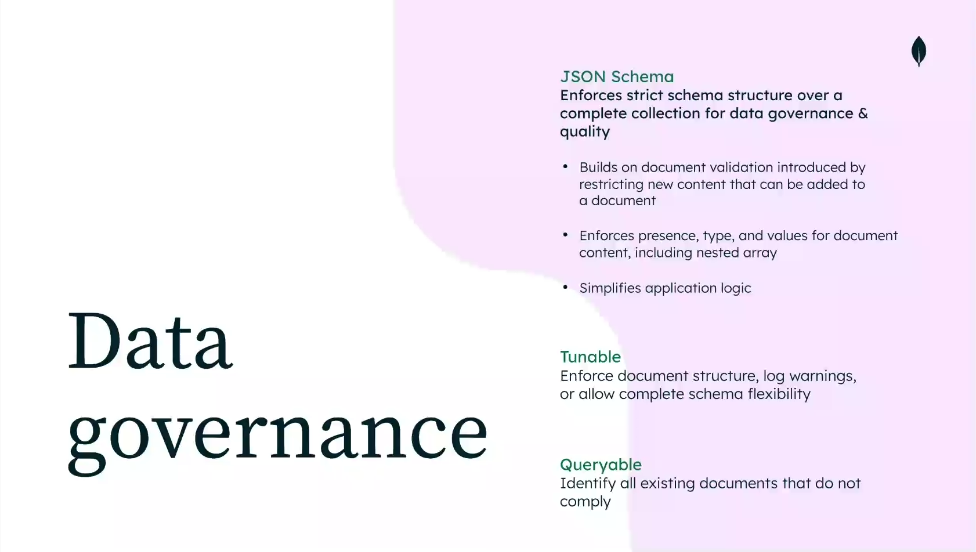 Data
governance
JSON Schema
Enforces strict schema structure over a
complete collection for data governance &
quality
• Builds on document validation introduced by
restricting new content that can be added to
a document
• Enforces presence, type, and values for document
content, including nested array
• Simplifies application logic
Tunable
Enforce document structure, log warnings,
or allow complete schema flexibility
Queryable
Identify all existing documents that do not
comply